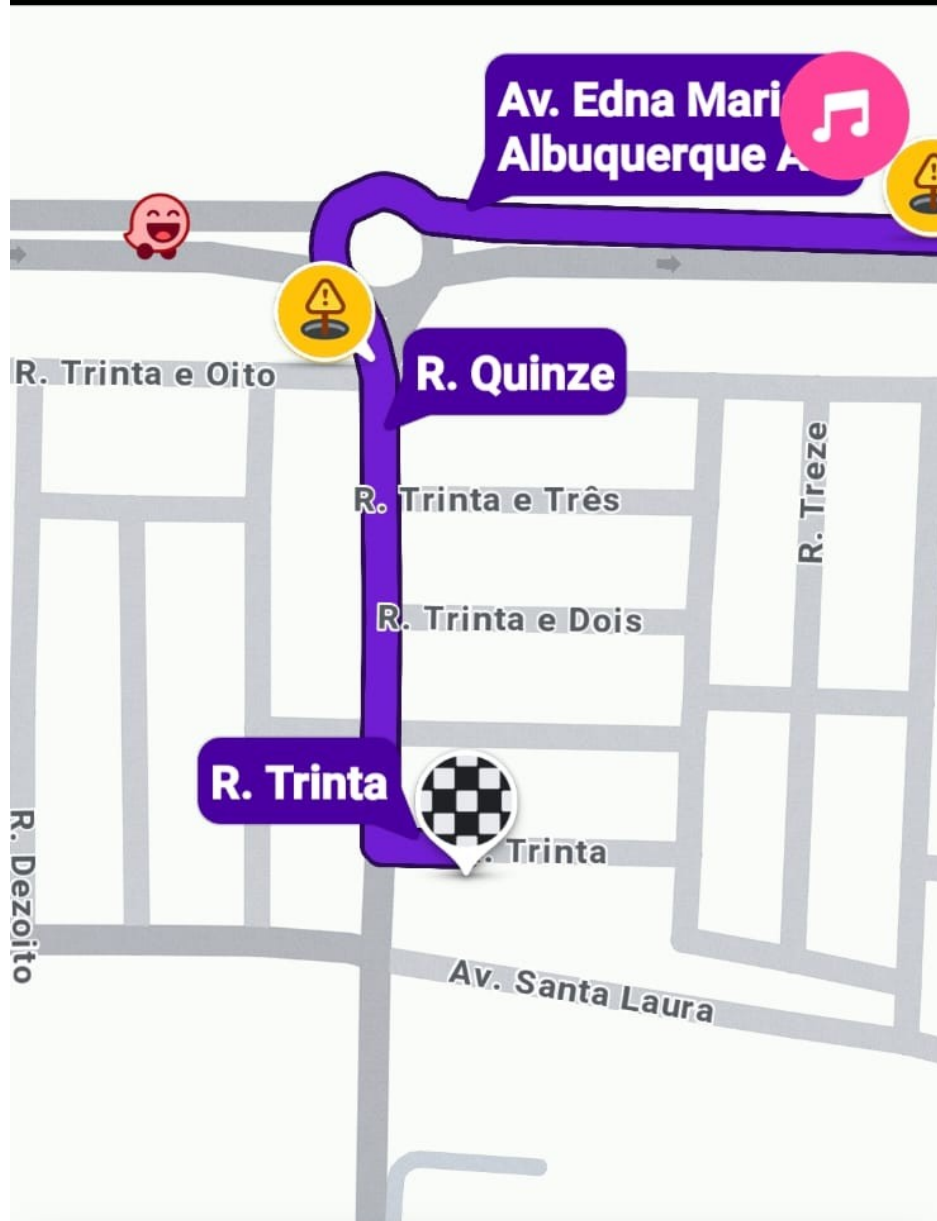 Av. Edna Mari
Albuquerque A
R. Trinta e Oito
R. Quinze
R. Treze
R. Trinta e Três
R. Trinta e Dois
R. Trinta
Trinta
R. Dezoito
Av. Santa Laura